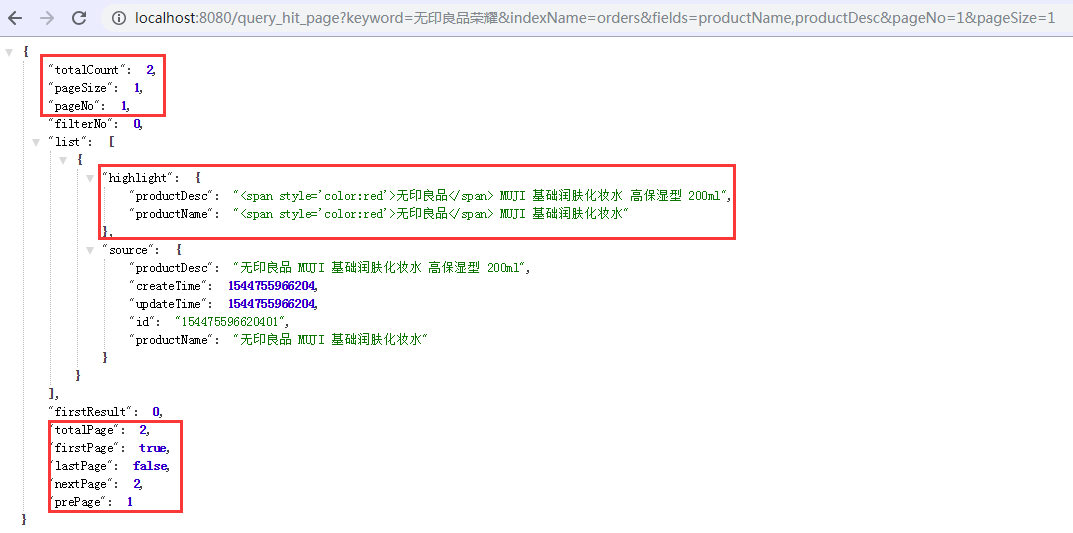 localhost:8080/query_hit_page?keyword=无印良品荣耀&indexName=orders&fields=productName,productDesc&pageNo=1&pageSize=1
{
"totalCount": 2,
"pageSize": 1,
"pageNo": 1,
"filterNo": 0,
"list": [
{
"highlight": {
"productDesc": "<span style='color:red'>无印良品</span> MUJI 基础润肤化妆水 高保湿型 200ml",
"productName": "<span style='color:red'>无印良品</span> MUJI 基础润肤化妆水"
},
"source": {
"productDesc": "无印良品 MUJI 基础润肤化妆水 高保湿型 200ml",
"createTime": 1544755966204,
"updateTime": 1544755966204,
"id": "154475596620401",
"productName": "无印良品 MUJI 基础润肤化妆水"
}
}
],
"firstResult": 0,
"totalPage": 2,
"firstPage": true,
"lastPage": false,
"nextPage": 2,
"prePage": 1
}